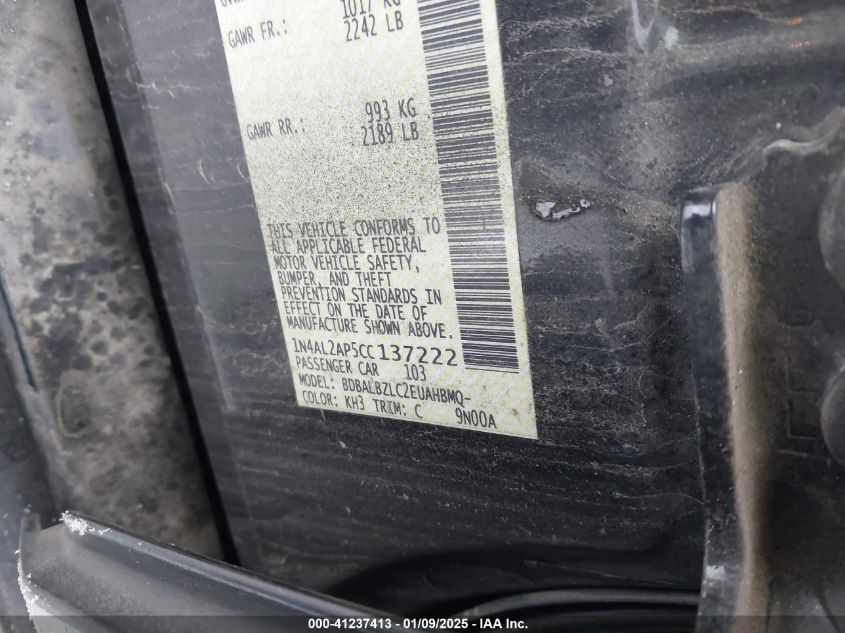 1017 KG
GAWR FR.: 2242 LB
993 KG
GAWR RR.: 2189 LB
THIS VEHICLE CONFORMS TO
ALL APPLICABLE FEDERAL
MOTOR VEHICLE SAFETY,
BUMPER, AND THEFT
PREVENTION STANDARDS IN
EFFECT ON THE DATE OF
MANUFACTURE SHOWN ABOVE.
1N4AL2AP5CC137222
PASSENGER CAR 103
MODEL: BDBALBZLC2EUAHBMQ-
COLOR: KH3 TRIM: C 9N00A
000-41237413 - 01/09/2025 - IAA Inc.